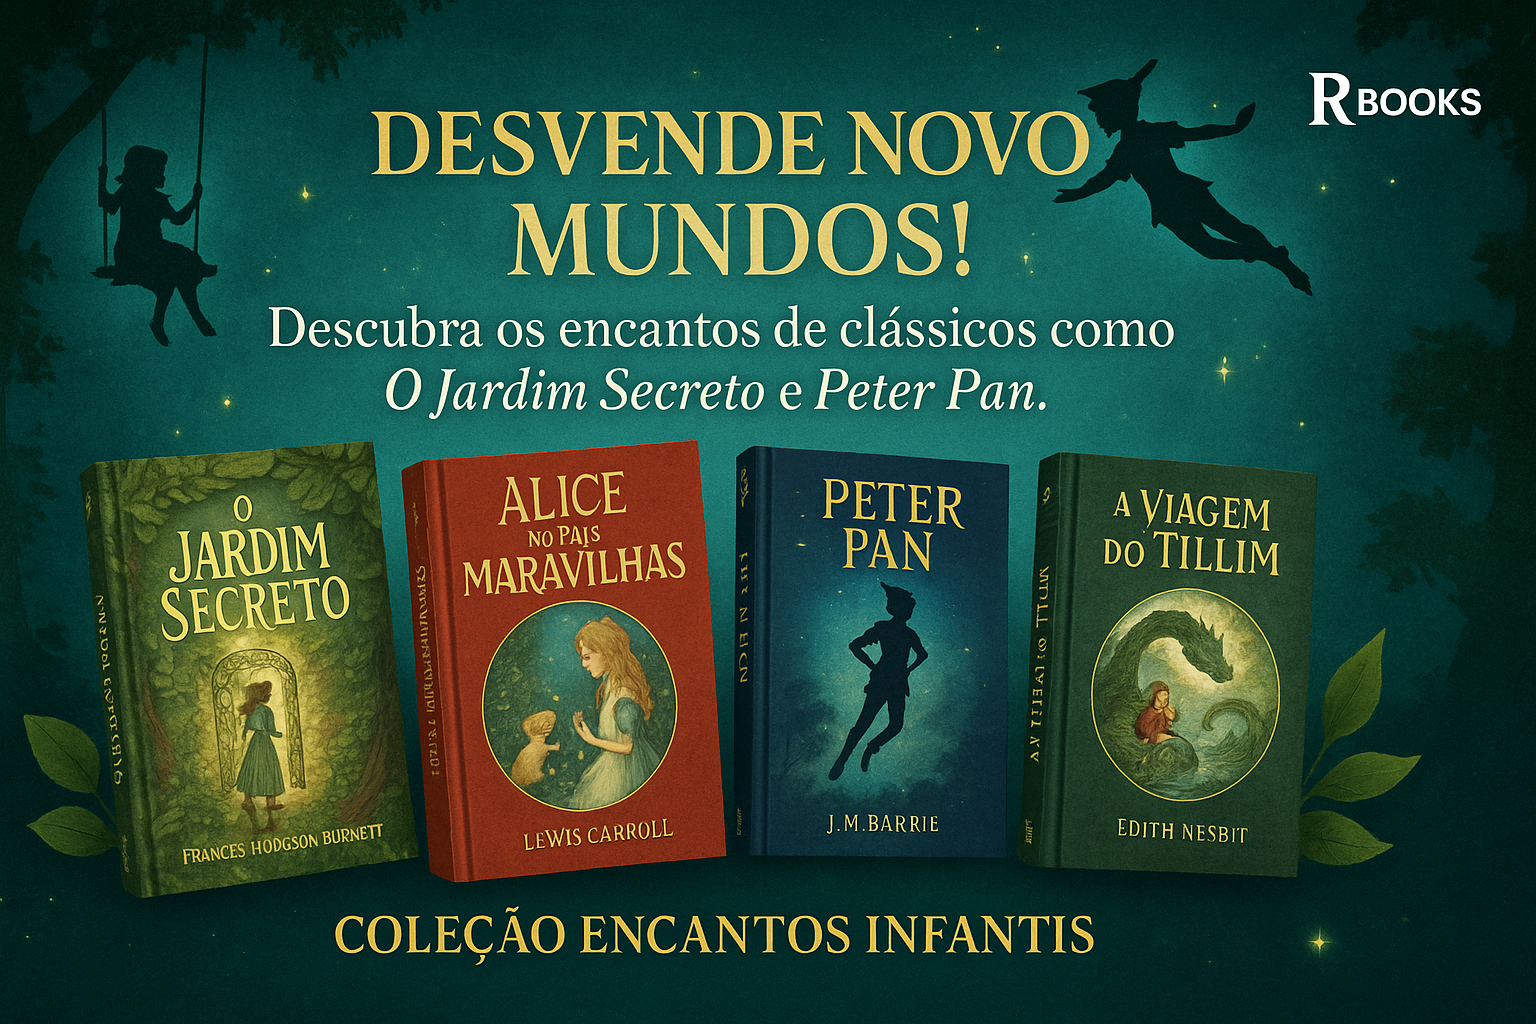 R BOOKS
DESVENDE NOVO
MUNDOS!
Descubra os encantos de clássicos como
O Jardim Secreto e Peter Pan.
O
JARDIM
SECRETO
FRANCES HODGSON BURNETT
ALICE
NO PAIS
MARAVILHAS
LEWIS CARROLL
PETER
PAN
J.M.BARRIE
A VIAGEM
DO TILLIM
EDITH NESBIT
COLEÇÃO ENCANTOS INFANTIS